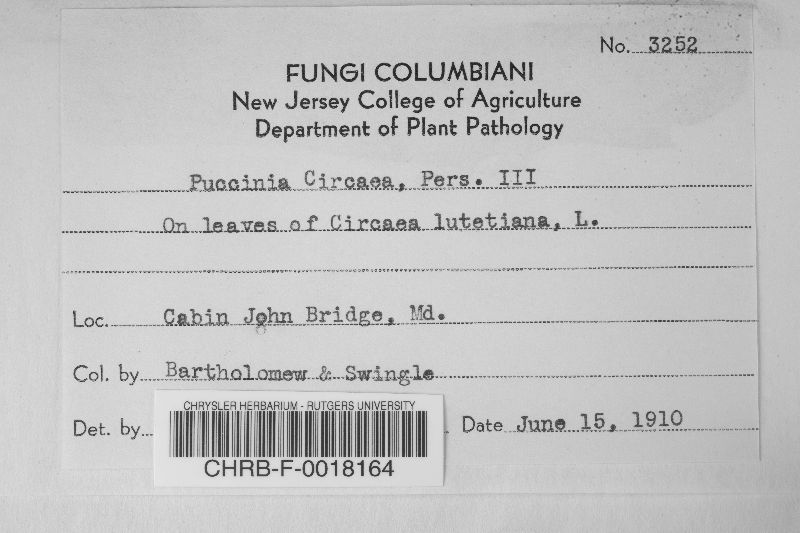 No. 3252
FUNGI COLUMBIANI
New Jersey College of Agriculture
Department of Plant Pathology
Puccinia Circaea, Pers. III
On leaves of Circaea lutetiana, L.
Loc. Cabin John Bridge, Md.
Col. by Bartholomew & Swingle
Det. by Date June 15, 1910
CHRYSLER HERBARIUM - RUTGERS UNIVERSITY
CHRB-F-0018164